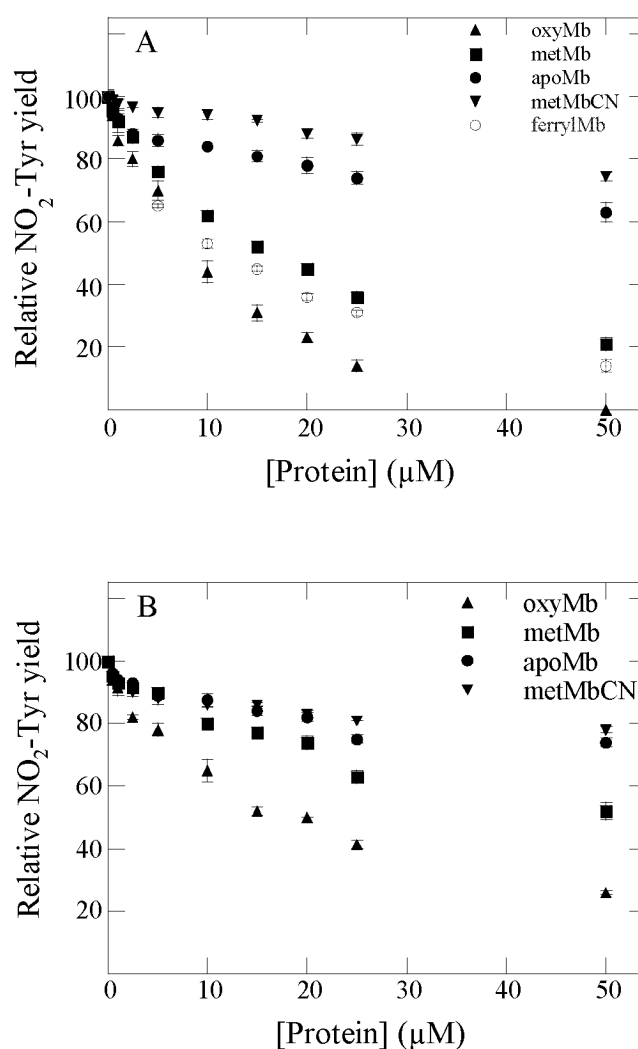 A
oxyMb
metMb
apoMb
metMbCN
ferrylMb
Relative NO₂-Tyr yield
100
80
60
40
20
0
10
20
30
40
50
[Protein] (µM)
B
oxyMb
metMb
apoMb
metMbCN
Relative NO₂-Tyr yield
100
80
60
40
20
0
10
20
30
40
50
[Protein] (µM)